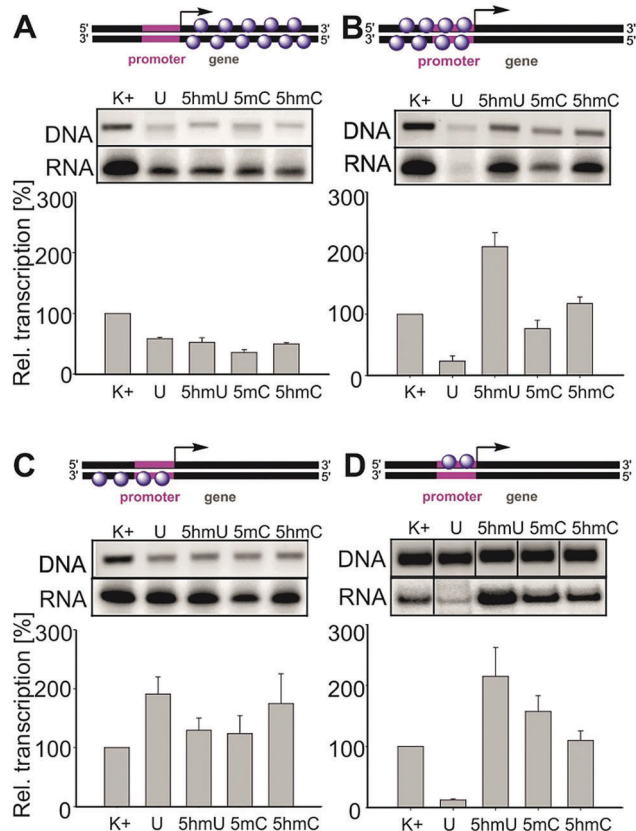 A
5' 3'
3' 5'
promoter gene
K+ U 5hmU 5mC 5hmC
DNA
RNA
Rel. transcription [%]
300
200
100
0
K+ U 5hmU 5mC 5hmC
B
5' 3'
3' 5'
promoter gene
K+ U 5hmU 5mC 5hmC
DNA
RNA
300
200
100
0
K+ U 5hmU 5mC 5hmC
C
5' 3'
3' 5'
promoter gene
K+ U 5hmU 5mC 5hmC
DNA
RNA
Rel. transcription [%]
300
200
100
0
K+ U 5hmU 5mC 5hmC
D
5' 3'
3' 5'
promoter gene
K+ U 5hmU 5mC 5hmC
DNA
RNA
300
200
100
0
K+ U 5hmU 5mC 5hmC